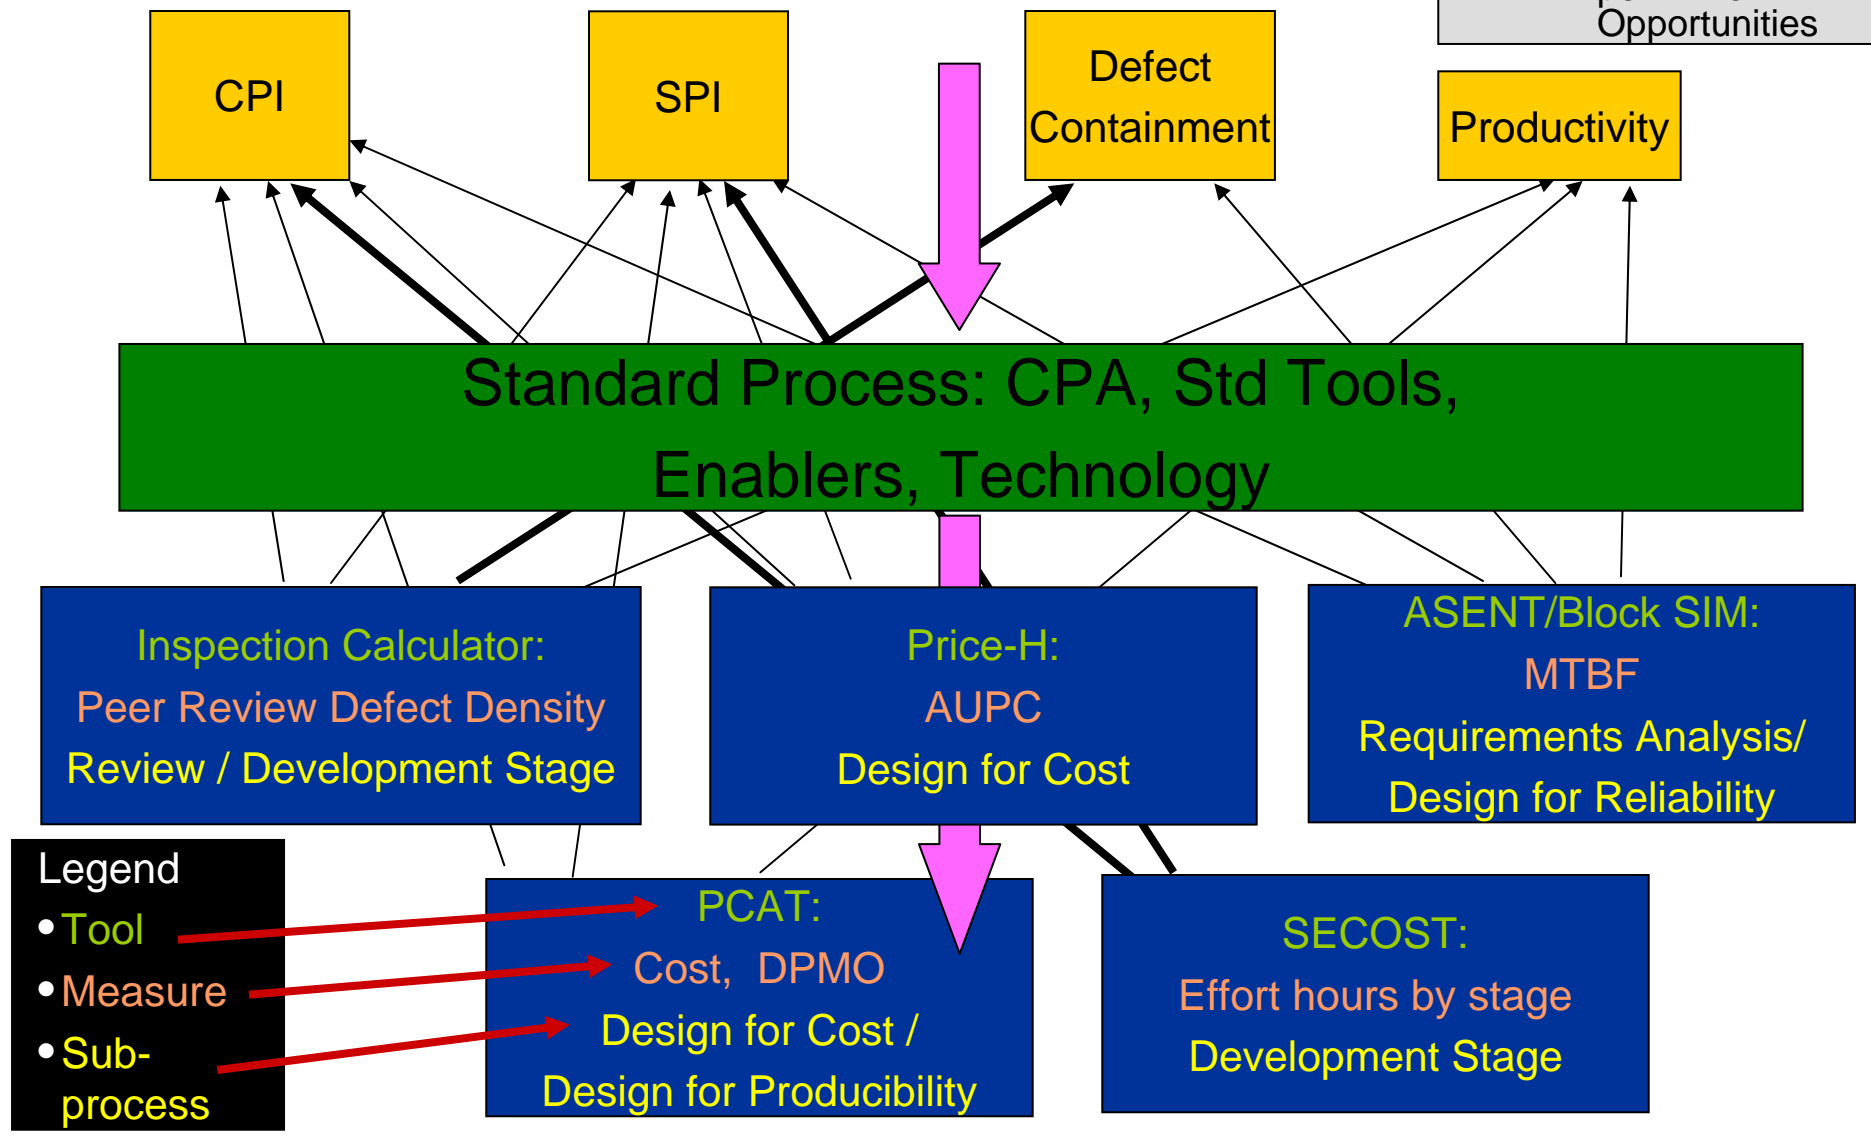 Opportunities
CPI
SPI
Defect
Containment
Productivity
Standard Process: CPA, Std Tools,
Enablers, Technology
Inspection Calculator:
Peer Review Defect Density
Review / Development Stage
Price-H:
AUPC
Design for Cost
ASENT/Block SIM:
MTBF
Requirements Analysis/
Design for Reliability
Legend
•Tool
•Measure
•Sub-
process
PCAT:
Cost,  DPMO
Design for Cost /
Design for Producibility
SECOST:
Effort hours by stage
Development Stage